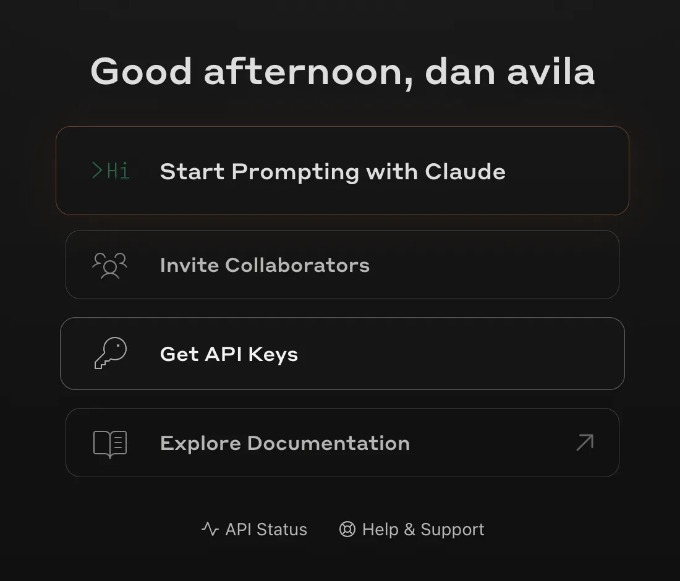 Good afternoon, dan avila
>Hi Start Prompting with Claude
Invite Collaborators
Get API Keys
Explore Documentation
API Status Help & Support